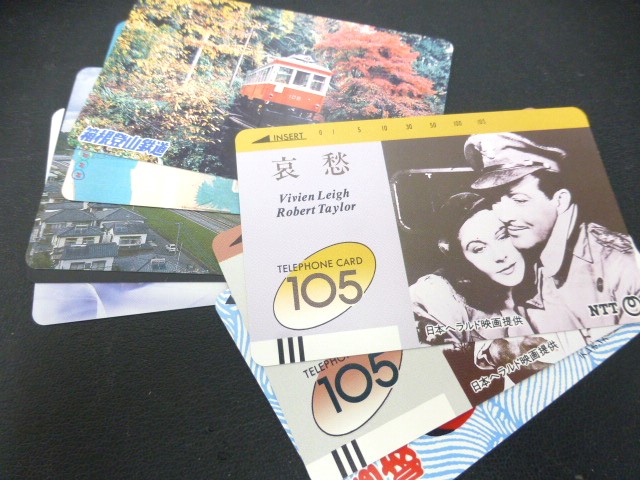 箱根登山鉄道
INSERT 0 / 5 10 30 50 100 105
哀愁
Vivien Leigh
Robert Taylor
TELEPHONE CARD
105
日本ヘラルド映画提供
NTT
TELEPHONE
105
日本ヘラルド映画提供